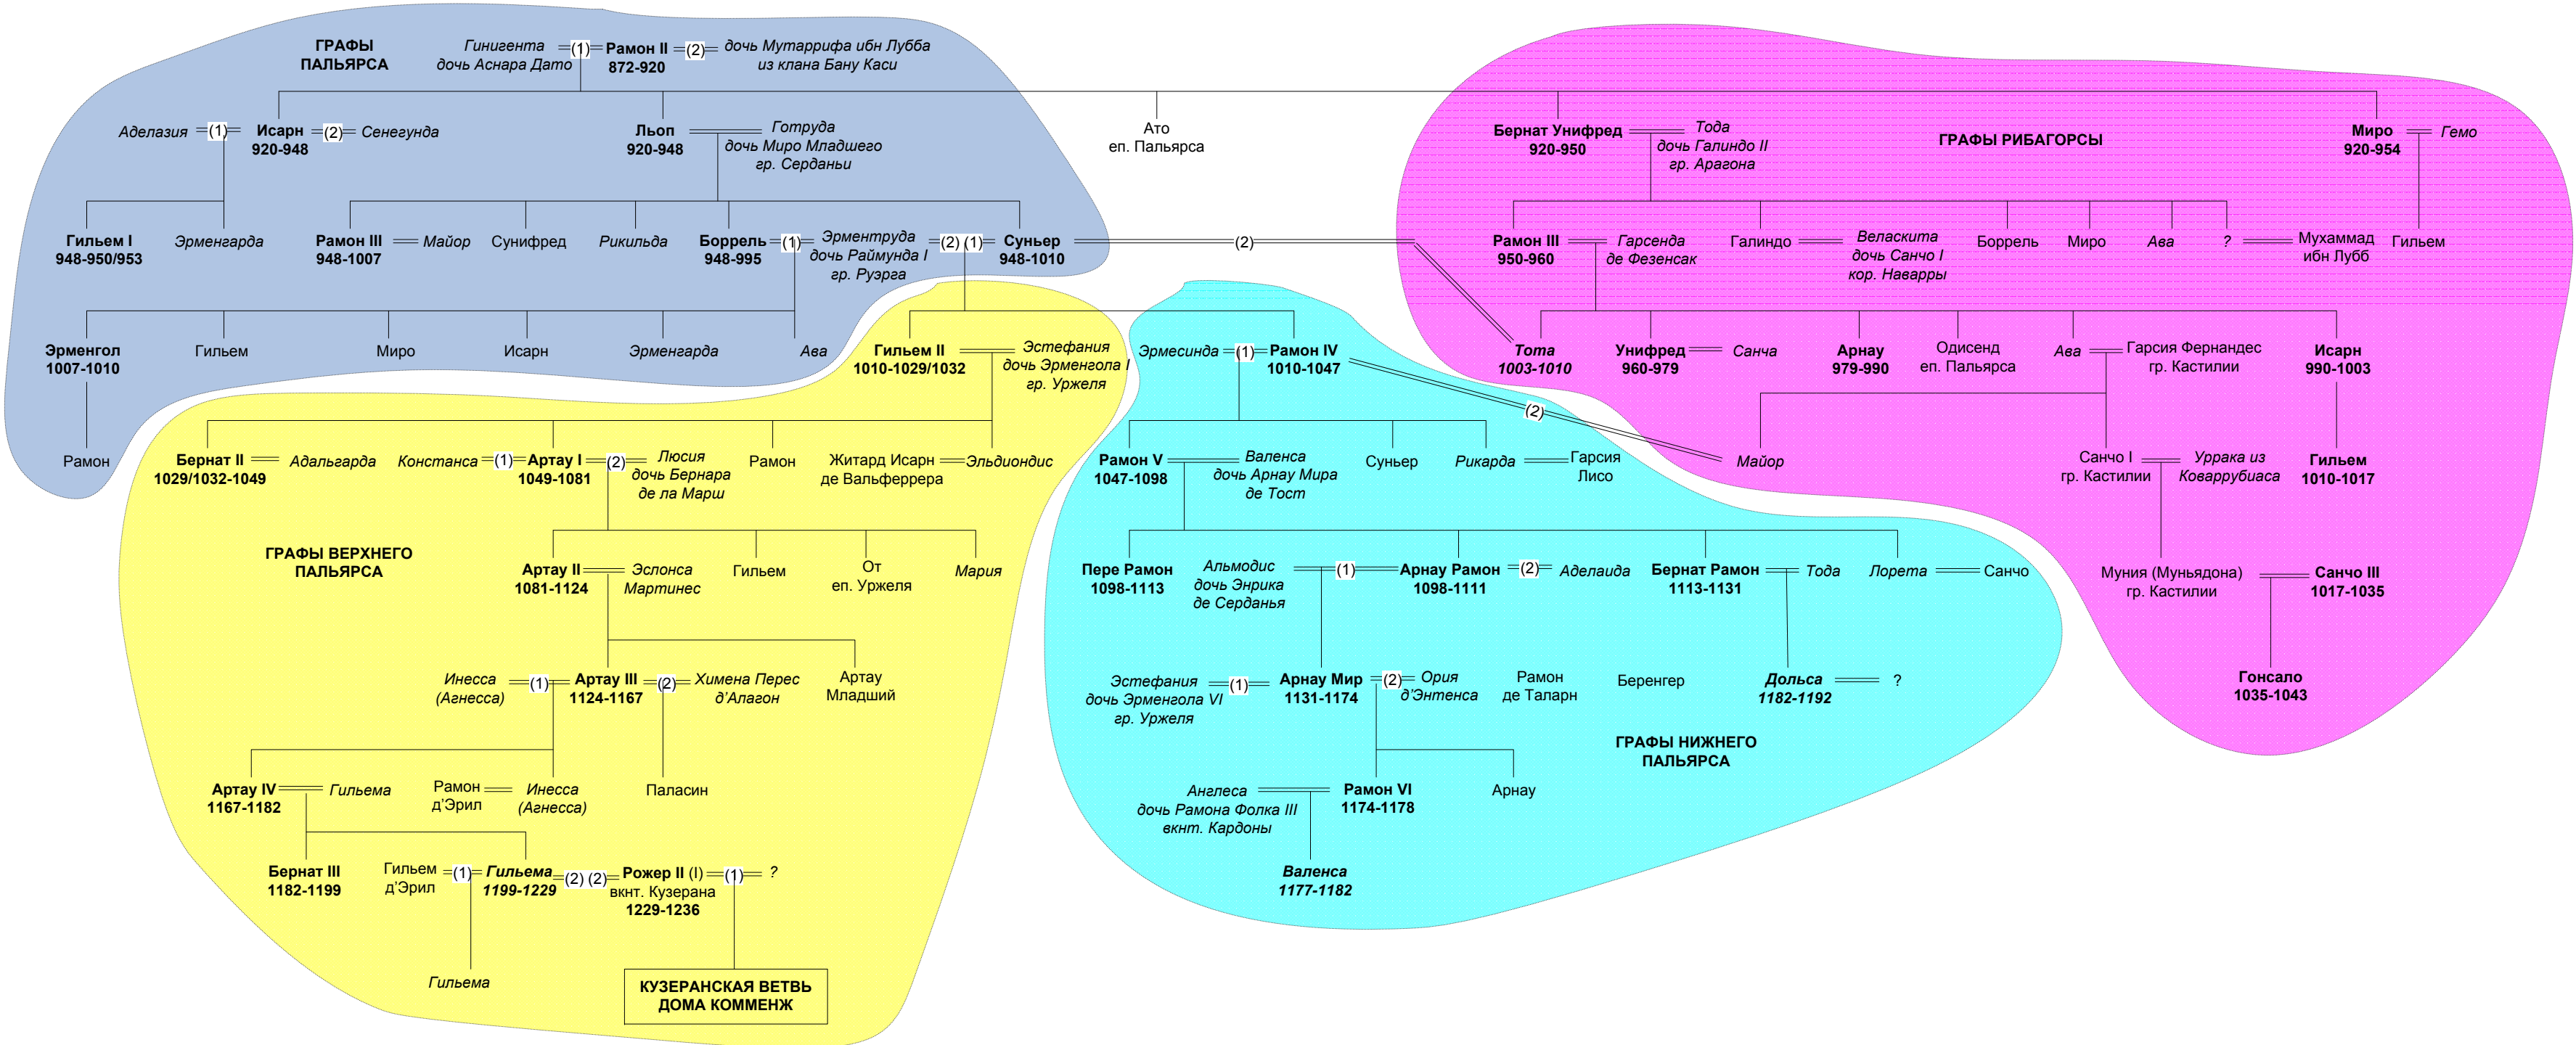 ГРАФЫ
ПАЛЬЯРСА
Гинигента
дочь Аснара Дато
(1)
Рамон II
872-920
(2)
дочь Мутаррифа ибн Лубба
из клана Бану Каси
Аделазия
(1)
Исарн
920-948
(2)
Сенегунда
Льоп
920-948
Готруда
дочь Миро Младшего
гр. Серданьи
Ато
еп. Пальярса
Бернат Унифред
920-950
Тода
дочь Галиндо II
гр. Арагона
ГРАФЫ РИБАГОРСЫ
Миро
920-954
Гемо
Гильем I
948-950/953
Эрменгарда
Рамон III
948-1007
Майор
Сунифред
Рикильда
Боррель
948-995
(1)
Эрментруда
дочь Раймунда I
гр. Руэрга
(2) (1)
Суньер
948-1010
(2)
Рамон III
950-960
Гарсенда
де Фезенсак
Галиндо
Веласкита
дочь Санчо I
кор. Наварры
Боррель
Миро
Ава
?
Мухаммад
ибн Лубб
Гильем
Эрменгол
1007-1010
Гильем
Миро
Исарн
Эрменгарда
Ава
Гильем II
1010-1029/1032
Эстефания
дочь Эрменгола I
гр. Уржеля
Эрмесинда
(1)
Рамон IV
1010-1047
(2)
Тота
1003-1010
Унифред
960-979
Санча
Арнау
979-990
Одисенд
еп. Пальярса
Ава
Гарсия Фернандес
гр. Кастилии
Исарн
990-1003
Рамон
Бернат II
1029/1032-1049
Адальгарда
Констанса
(1)
Артау I
1049-1081
(2)
Люсия
дочь Бернара
де ла Марш
Рамон
Житард Исарн
де Вальферрера
Эльдиондис
Рамон V
1047-1098
Валенса
дочь Арнау Мира
де Тост
Суньер
Рикарда
Гарсия
Лисо
Майор
Санчо I
гр. Кастилии
Уррака из
Коваррубиаса
Гильем
1010-1017
ГРАФЫ ВЕРХНЕГО
ПАЛЬЯРСА
Артау II
1081-1124
Эслонса
Мартинес
Гильем
От
еп. Уржеля
Мария
Пере Рамон
1098-1113
Альмодис
дочь Энрика
де Серданья
(1)
Арнау Рамон
1098-1111
(2)
Аделаида
Бернат Рамон
1113-1131
Тода
Лорета
Санчо
Муния (Муньядона)
гр. Кастилии
Санчо III
1017-1035
Инесса
(Агнесса)
(1)
Артау III
1124-1167
(2)
Химена Перес
д'Алагон
Артау
Младший
Эстефания
дочь Эрменгола VI
гр. Уржеля
(1)
Арнау Мир
1131-1174
(2)
Ория
д'Энтенса
Рамон
де Таларн
Беренгер
Дольса
1182-1192
?
Гонсало
1035-1043
ГРАФЫ НИЖНЕГО
ПАЛЬЯРСА
Артау IV
1167-1182
Гильема
Рамон
д'Эрил
Инесса
(Агнесса)
Паласин
Англеса
дочь Рамона Фолка III
вкнт. Кардоны
Рамон VI
1174-1178
Арнау
Бернат III
1182-1199
Гильем
д'Эрил
(1)
Гильема
1199-1229
(2) (2)
Рожер II (I)
вкнт. Кузерана
1229-1236
(1)
?
Валенса
1177-1182
Гильема
КУЗЕРАНСКАЯ ВЕТВЬ
ДОМА КОММЕНЖ